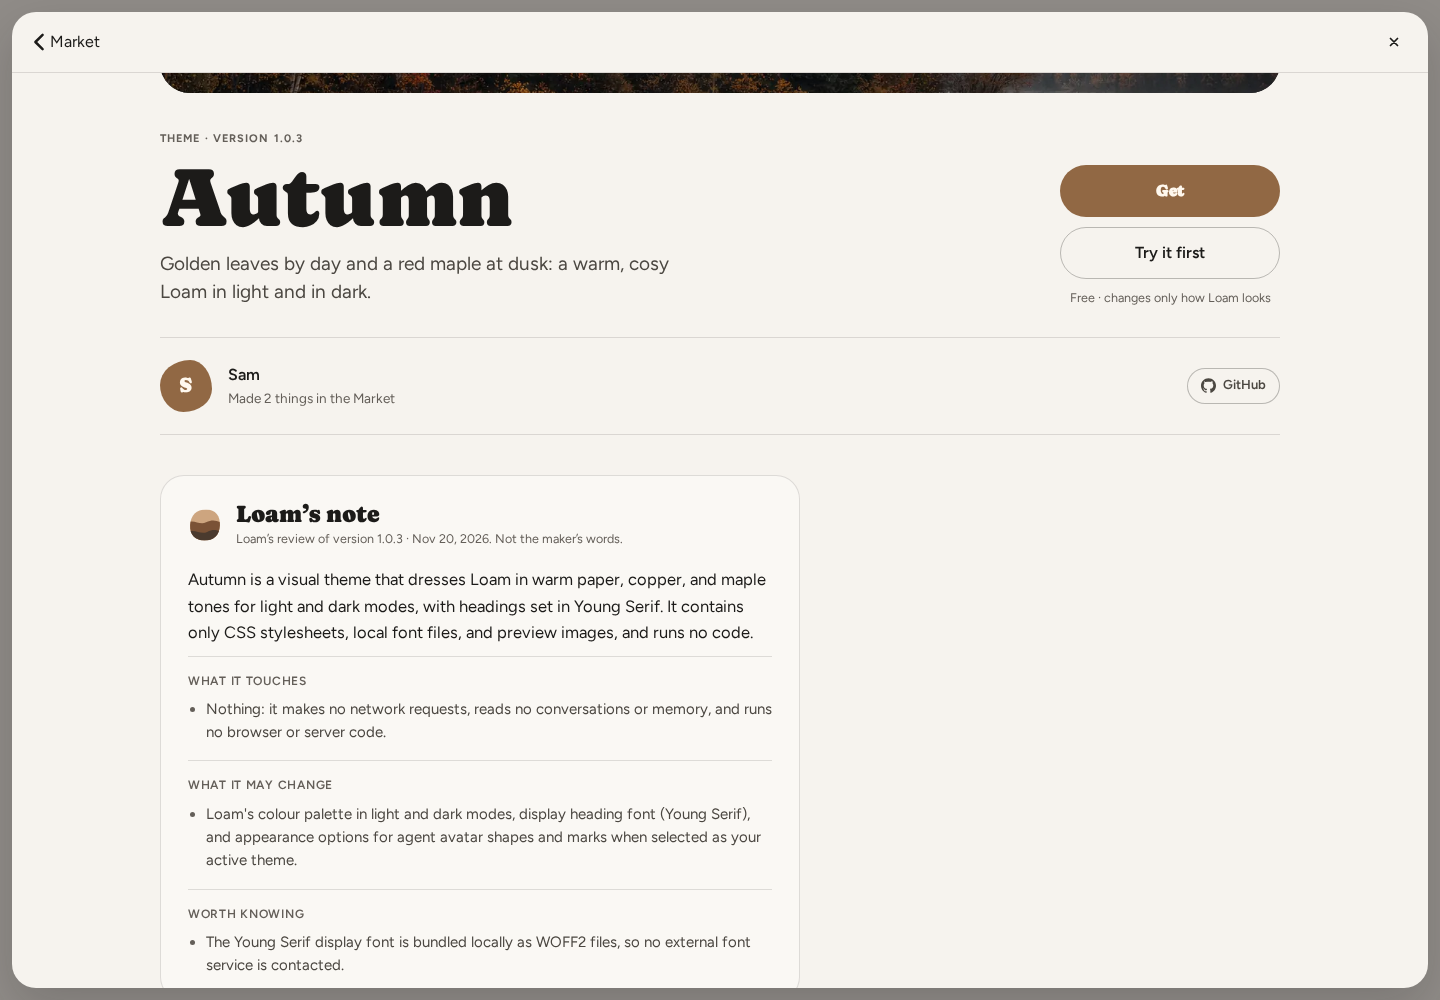 Market
THEME · VERSION 1.0.3
Autumn
Golden leaves by day and a red maple at dusk: a warm, cosy
Loam in light and in dark.
Get
Try it first
Free · changes only how Loam looks
S
Sam
Made 2 things in the Market
GitHub
Loam’s note
Loam’s review of version 1.0.3 · Nov 20, 2026. Not the maker’s words.
Autumn is a visual theme that dresses Loam in warm paper, copper, and maple
tones for light and dark modes, with headings set in Young Serif. It contains
only CSS stylesheets, local font files, and preview images, and runs no code.
WHAT IT TOUCHES
• Nothing: it makes no network requests, reads no conversations or memory, and runs
no browser or server code.
WHAT IT MAY CHANGE
• Loam's colour palette in light and dark modes, display heading font (Young Serif),
and appearance options for agent avatar shapes and marks when selected as your
active theme.
WORTH KNOWING
• The Young Serif display font is bundled locally as WOFF2 files, so no external font
service is contacted.